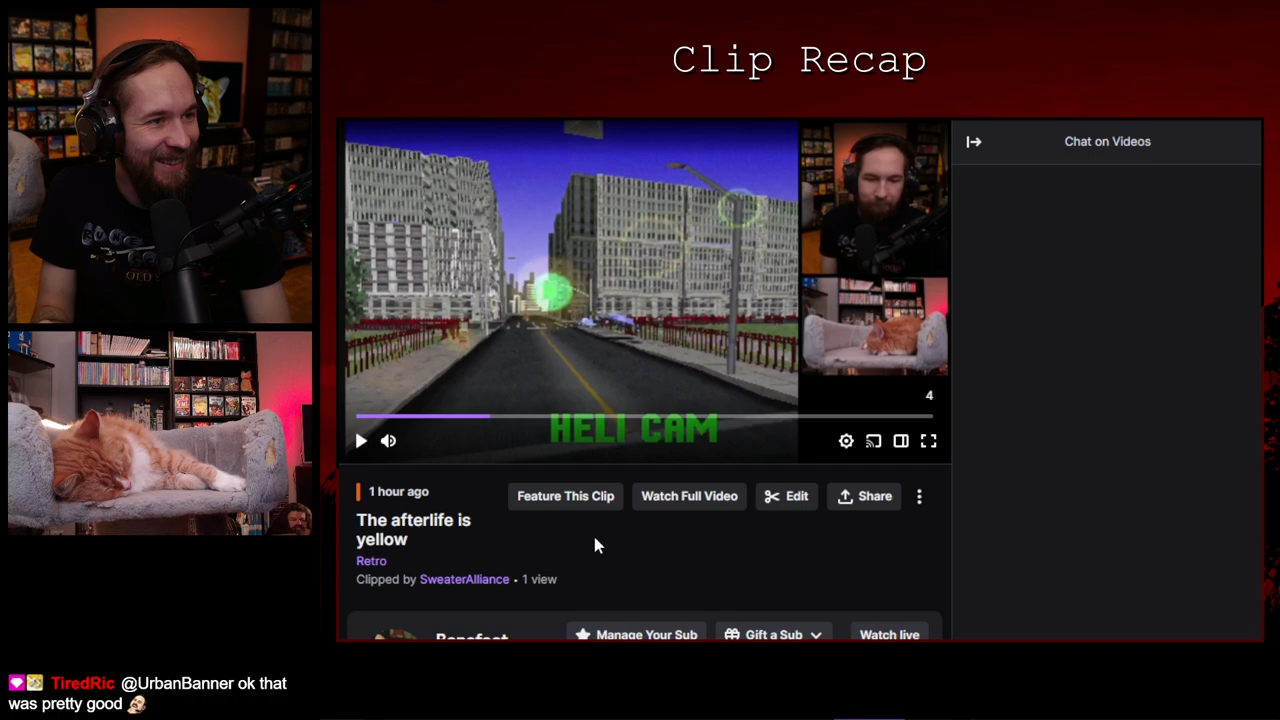 Clip Recap
Chat on Videos
4
HELI CAM
1 hour ago
Feature This Clip
Watch Full Video
Edit
Share
The afterlife is
yellow
Retro
Clipped by SweaterAlliance • 1 view
Manage Your Sub
Gift a Sub
Watch live
TiredRic @UrbanBanner ok that
was pretty good